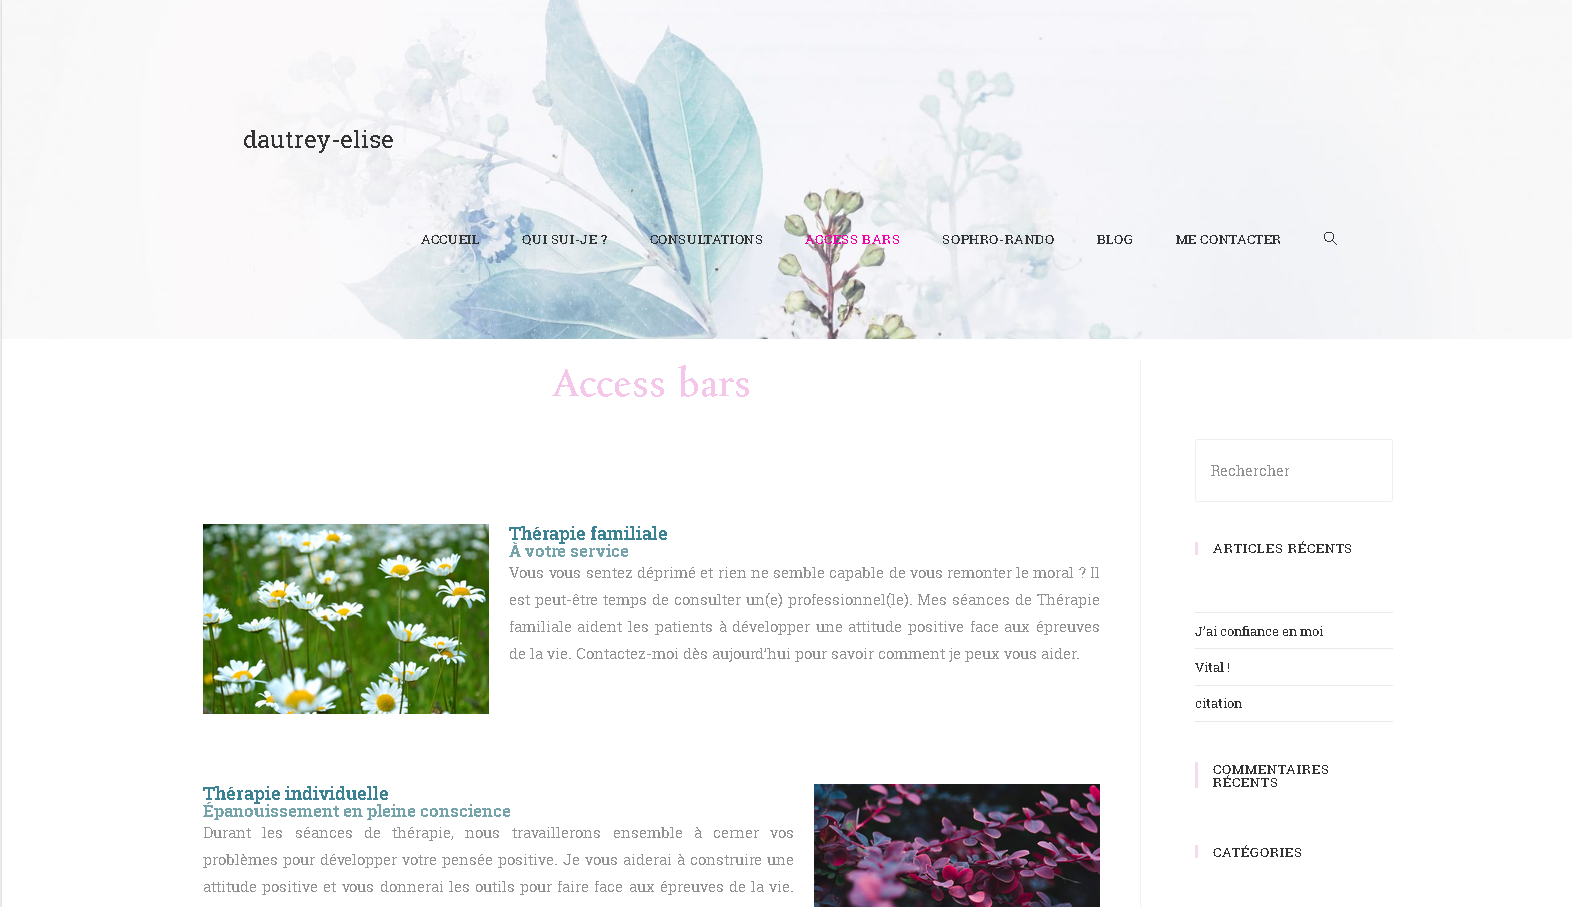 dautrey-elise
ACCUEIL QUI SUI-JE ? CONSULTATIONS ACCESS BARS SOPHRO-RANDO BLOG ME CONTACTER
Access bars
Thérapie familiale
À votre service
Vous vous sentez déprimé et rien ne semble capable de vous remonter le moral ? Il
est peut-être temps de consulter un(e) professionnel(le). Mes séances de Thérapie
familiale aident les patients à développer une attitude positive face aux épreuves
de la vie. Contactez-moi dès aujourd’hui pour savoir comment je peux vous aider.
Thérapie individuelle
Épanouissement en pleine conscience
Durant les séances de thérapie, nous travaillerons ensemble à cerner vos
problèmes pour développer votre pensée positive. Je vous aiderai à construire une
attitude positive et vous donnerai les outils pour faire face aux épreuves de la vie.
Rechercher
ARTICLES RÉCENTS
J’ai confiance en moi
Vital !
citation
COMMENTAIRES
RÉCENTS
CATÉGORIES